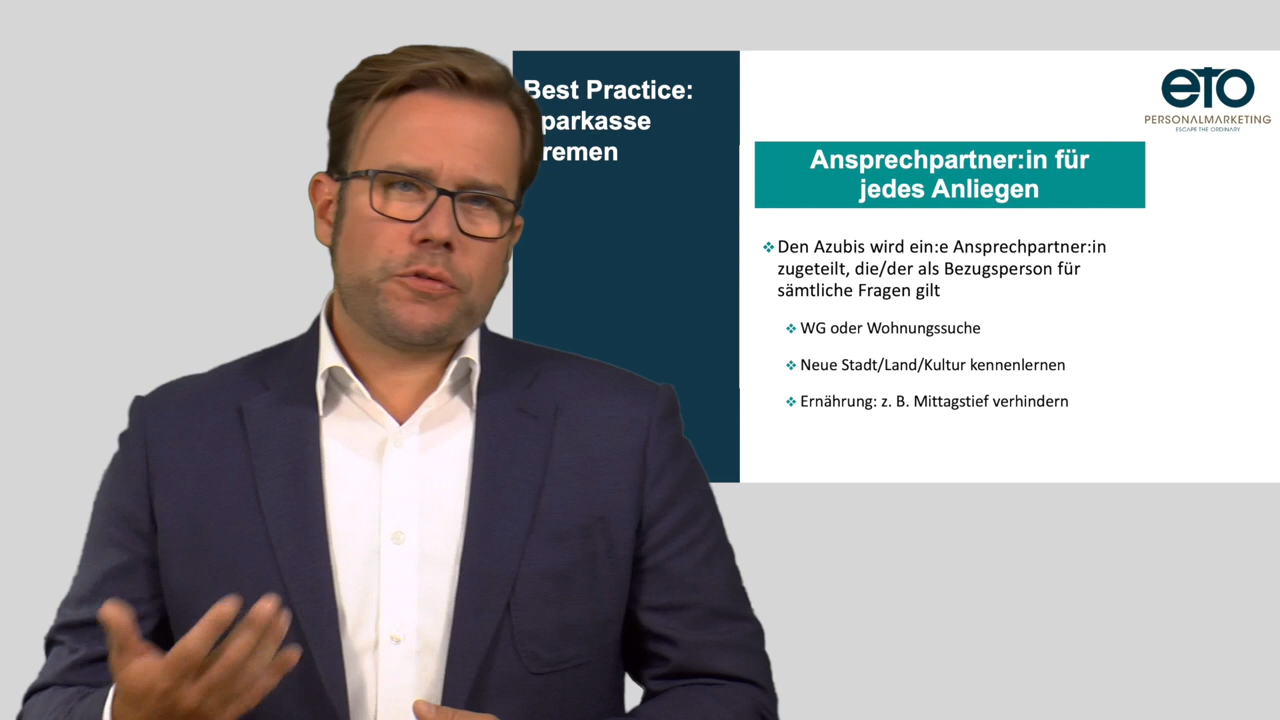 Best Practice:
parkasse
remen
eTO
PERSONALMARKETING
ESCAPE THE ORDINARY
Ansprechpartner:in für
jedes Anliegen
Den Azubis wird ein:e Ansprechpartner:in
zugeteilt, die/der als Bezugsperson für
sämtliche Fragen gilt
WG oder Wohnungssuche
Neue Stadt/Land/Kultur kennenlernen
Ernährung: z. B. Mittagstief verhindern